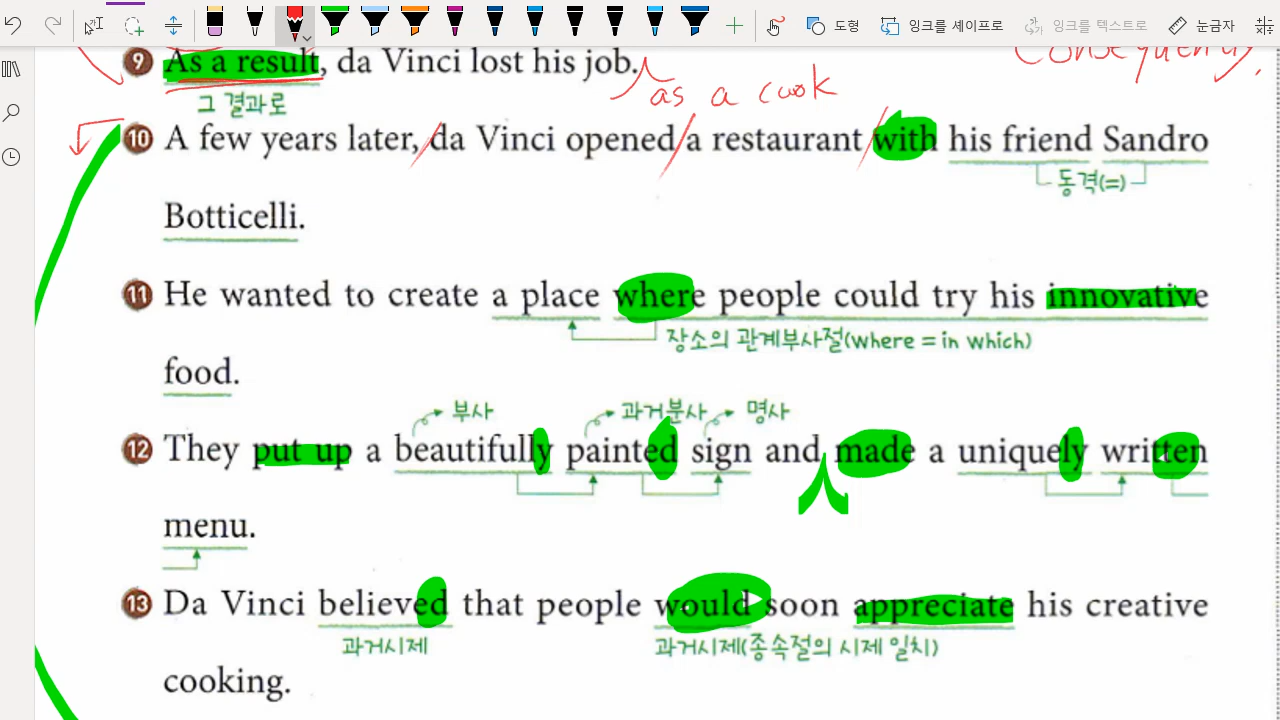 도형
잉크를 셰이프로
잉크를 텍스트로
눈금자
Consequently,
9 As a result, da Vinci lost his job.
as a cook
그 결과로
10 A few years later, da Vinci opened a restaurant with his friend Sandro
동격(=)
Botticelli.
11 He wanted to create a place where people could try his innovative
장소의 관계부사절(where = in which)
food.
부사 과거분사 명사
12 They put up a beautifully painted sign and made a uniquely written
menu.
13 Da Vinci believed that people would soon appreciate his creative
과거시제 과거시제(종속절의 시제 일치)
cooking.